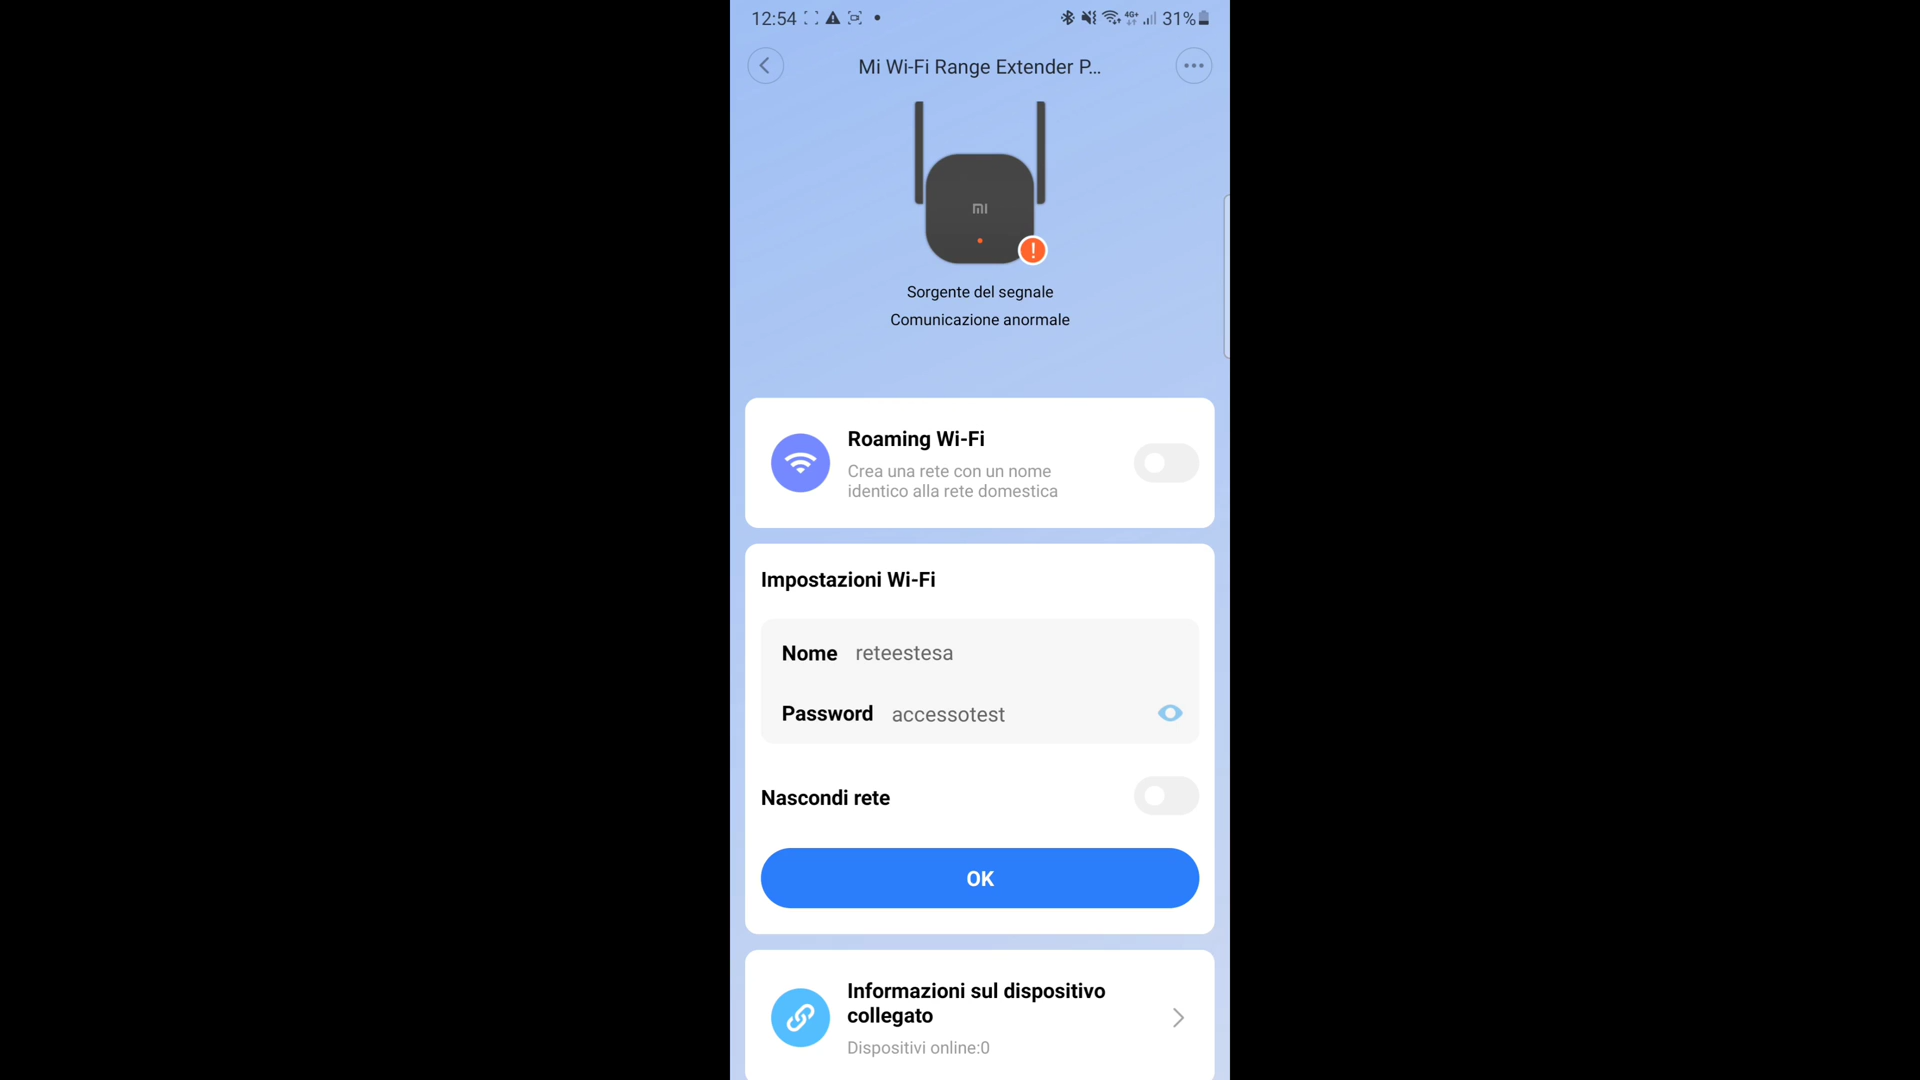 12:54
4G+
31%
Mi Wi-Fi Range Extender P...
mi
Sorgente del segnale
Comunicazione anormale
Roaming Wi-Fi
Crea una rete con un nome
identico alla rete domestica
Impostazioni Wi-Fi
Nome reteestesa
Password accessotest
Nascondi rete
OK
Informazioni sul dispositivo
collegato
Dispositivi online:0